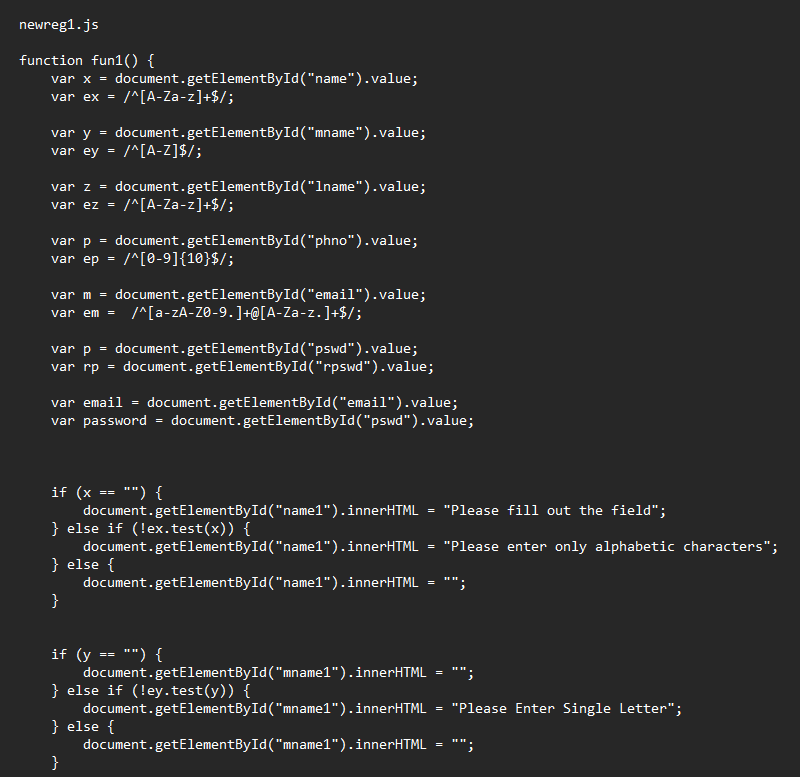 newreg1.js
function fun1() {
    var x = document.getElementById("name").value;
    var ex = /^[A-Za-z]+$/;
    var y = document.getElementById("mname").value;
    var ey = /^[A-Z]$/;
    var z = document.getElementById("lname").value;
    var ez = /^[A-Za-z]+$/;
    var p = document.getElementById("phno").value;
    var ep = /^[0-9]{10}$/;
    var m = document.getElementById("email").value;
    var em =  /^[a-zA-Z0-9.]+@[A-Za-z.]+$/;
    var p = document.getElementById("pswd").value;
    var rp = document.getElementById("rpswd").value;
    var email = document.getElementById("email").value;
    var password = document.getElementById("pswd").value;
    if (x == "") {
        document.getElementById("name1").innerHTML = "Please fill out the field";
    } else if (!ex.test(x)) {
        document.getElementById("name1").innerHTML = "Please enter only alphabetic characters";
    } else {
        document.getElementById("name1").innerHTML = "";
    }
    if (y == "") {
        document.getElementById("mname1").innerHTML = "";
    } else if (!ey.test(y)) {
        document.getElementById("mname1").innerHTML = "Please Enter Single Letter";
    } else {
        document.getElementById("mname1").innerHTML = "";
    }